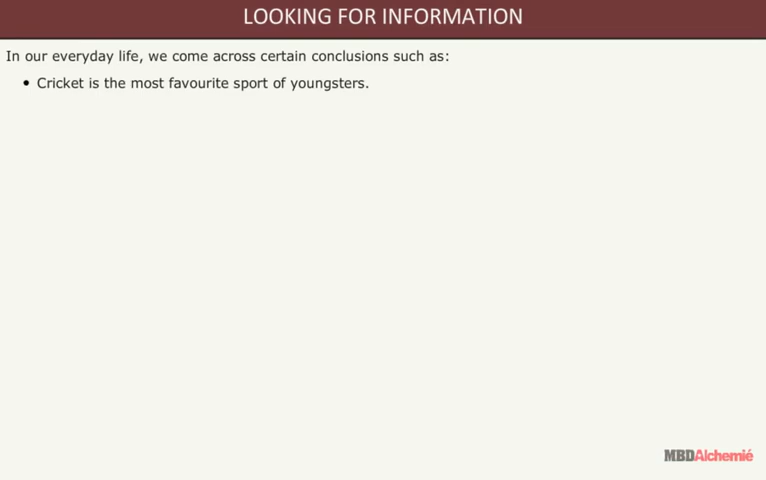 LOOKING FOR INFORMATION
In our everyday life, we come across certain conclusions such as:
• Cricket is the most favourite sport of youngsters.
MBDAlchemié